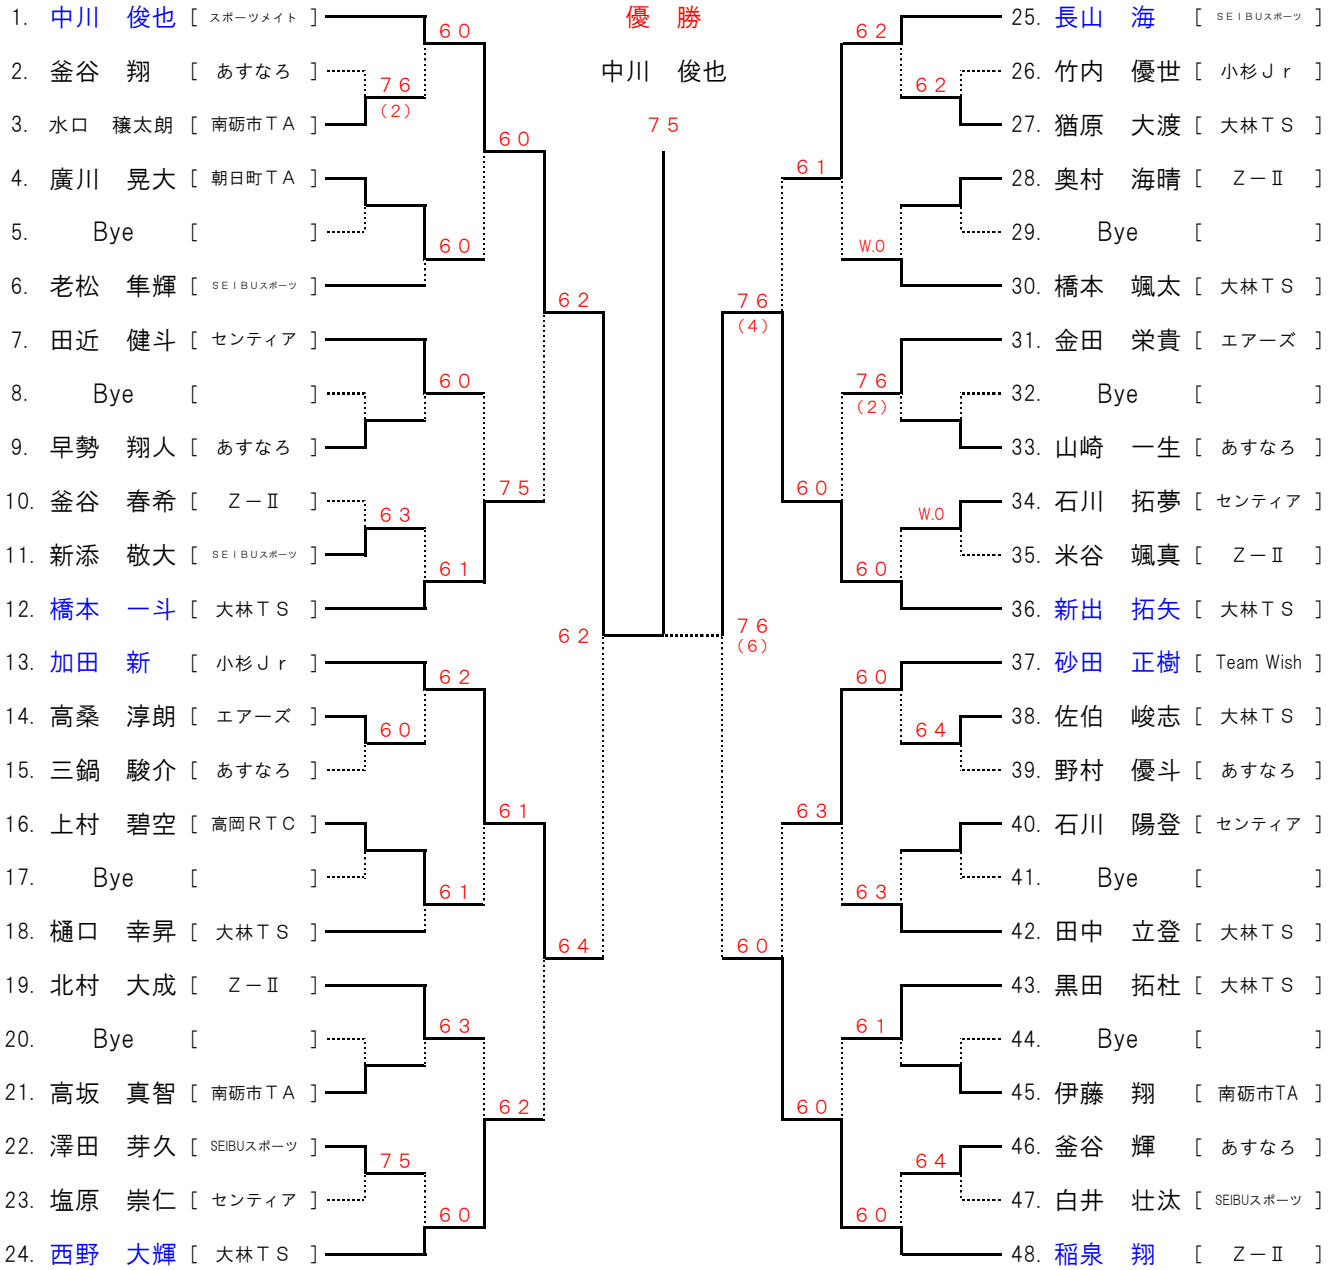 優 勝
中川 俊也
75
1. 中川 俊也 [ スポーツメイト ]
60
2. 釜谷 翔 [ あすなろ ]
76
(2)
3. 水口 穣太朗 [ 南砺市TA ]
60
4. 廣川 晃大 [ 朝日町TA ]
5. Bye [ ]
60
6. 老松 隼輝 [ SEIBUスポーツ ]
62
7. 田近 健斗 [ センティア ]
60
8. Bye [ ]
9. 早勢 翔人 [ あすなろ ]
75
10. 釜谷 春希 [ Z－Ⅱ ]
63
11. 新添 敬大 [ SEIBUスポーツ ]
61
12. 橋本 一斗 [ 大林TS ]
62
13. 加田 新 [ 小杉Jr ]
62
14. 高桑 淳朗 [ エアーズ ]
60
15. 三鍋 駿介 [ あすなろ ]
61
16. 上村 碧空 [ 高岡RTC ]
17. Bye [ ]
61
18. 樋口 幸昇 [ 大林TS ]
64
19. 北村 大成 [ Z－Ⅱ ]
63
20. Bye [ ]
21. 高坂 真智 [ 南砺市TA ]
62
22. 澤田 芽久 [ SEIBUスポーツ ]
75
23. 塩原 崇仁 [ センティア ]
60
24. 西野 大輝 [ 大林TS ]
25. 長山 海 [ SEIBUスポーツ ]
62
26. 竹内 優世 [ 小杉Jr ]
62
27. 猶原 大渡 [ 大林TS ]
61
28. 奥村 海晴 [ Z－Ⅱ ]
29. Bye [ ]
W.O
30. 橋本 颯太 [ 大林TS ]
76
(4)
31. 金田 栄貴 [ エアーズ ]
76
(2)
32. Bye [ ]
33. 山崎 一生 [ あすなろ ]
60
34. 石川 拓夢 [ センティア ]
W.O
35. 米谷 颯真 [ Z－Ⅱ ]
60
36. 新出 拓矢 [ 大林TS ]
76
(6)
37. 砂田 正樹 [ Team Wish ]
60
38. 佐伯 峻志 [ 大林TS ]
64
39. 野村 優斗 [ あすなろ ]
63
40. 石川 陽登 [ センティア ]
41. Bye [ ]
63
42. 田中 立登 [ 大林TS ]
60
43. 黒田 拓杜 [ 大林TS ]
61
44. Bye [ ]
45. 伊藤 翔 [ 南砺市TA ]
60
46. 釜谷 輝 [ あすなろ ]
64
47. 白井 壮汰 [ SEIBUスポーツ ]
60
48. 稲泉 翔 [ Z－Ⅱ ]